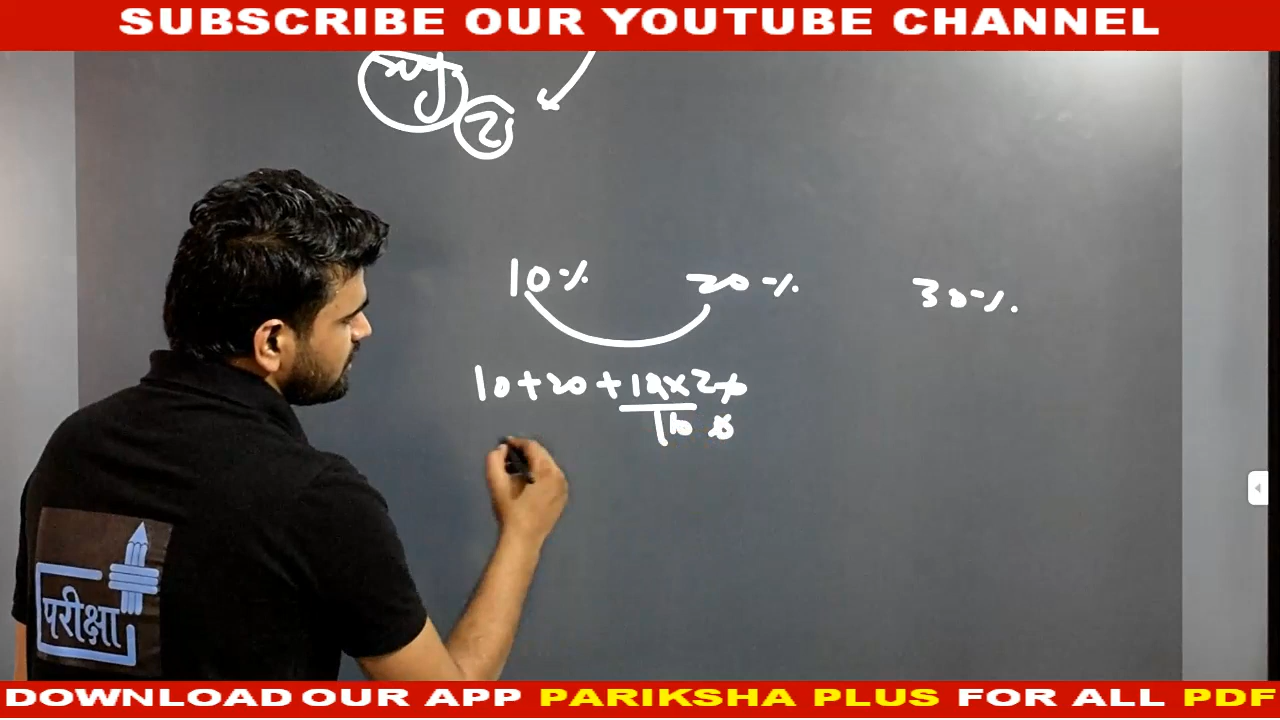 SUBSCRIBE OUR YOUTUBE CHANNEL
10% 20% 30%.
10+20+10×20
100
परीक्षा
DOWNLOAD OUR APP PARIKSHA PLUS FOR ALL PDF